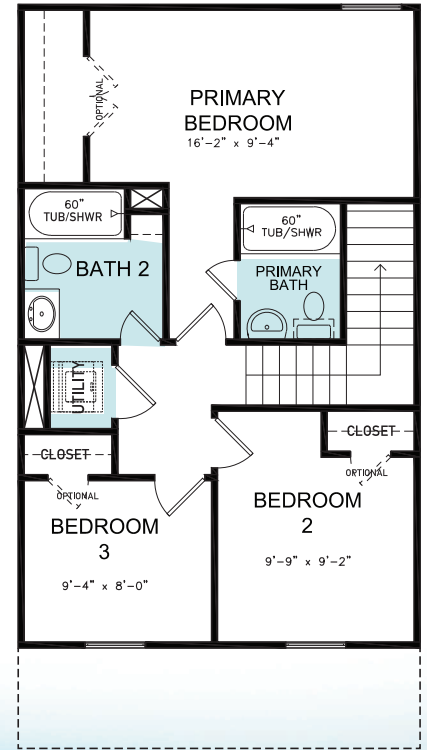 OPTIONAL
PRIMARY
BEDROOM
16'-2" x 9'-4"
60"
TUB/SHWR
BATH 2
60"
TUB/SHWR
PRIMARY
BATH
UTILITY
CLOSET
OPTIONAL
BEDROOM
3
9'-4" x 8'-0"
CLOSET
OPTIONAL
BEDROOM
2
9'-9" x 9'-2"